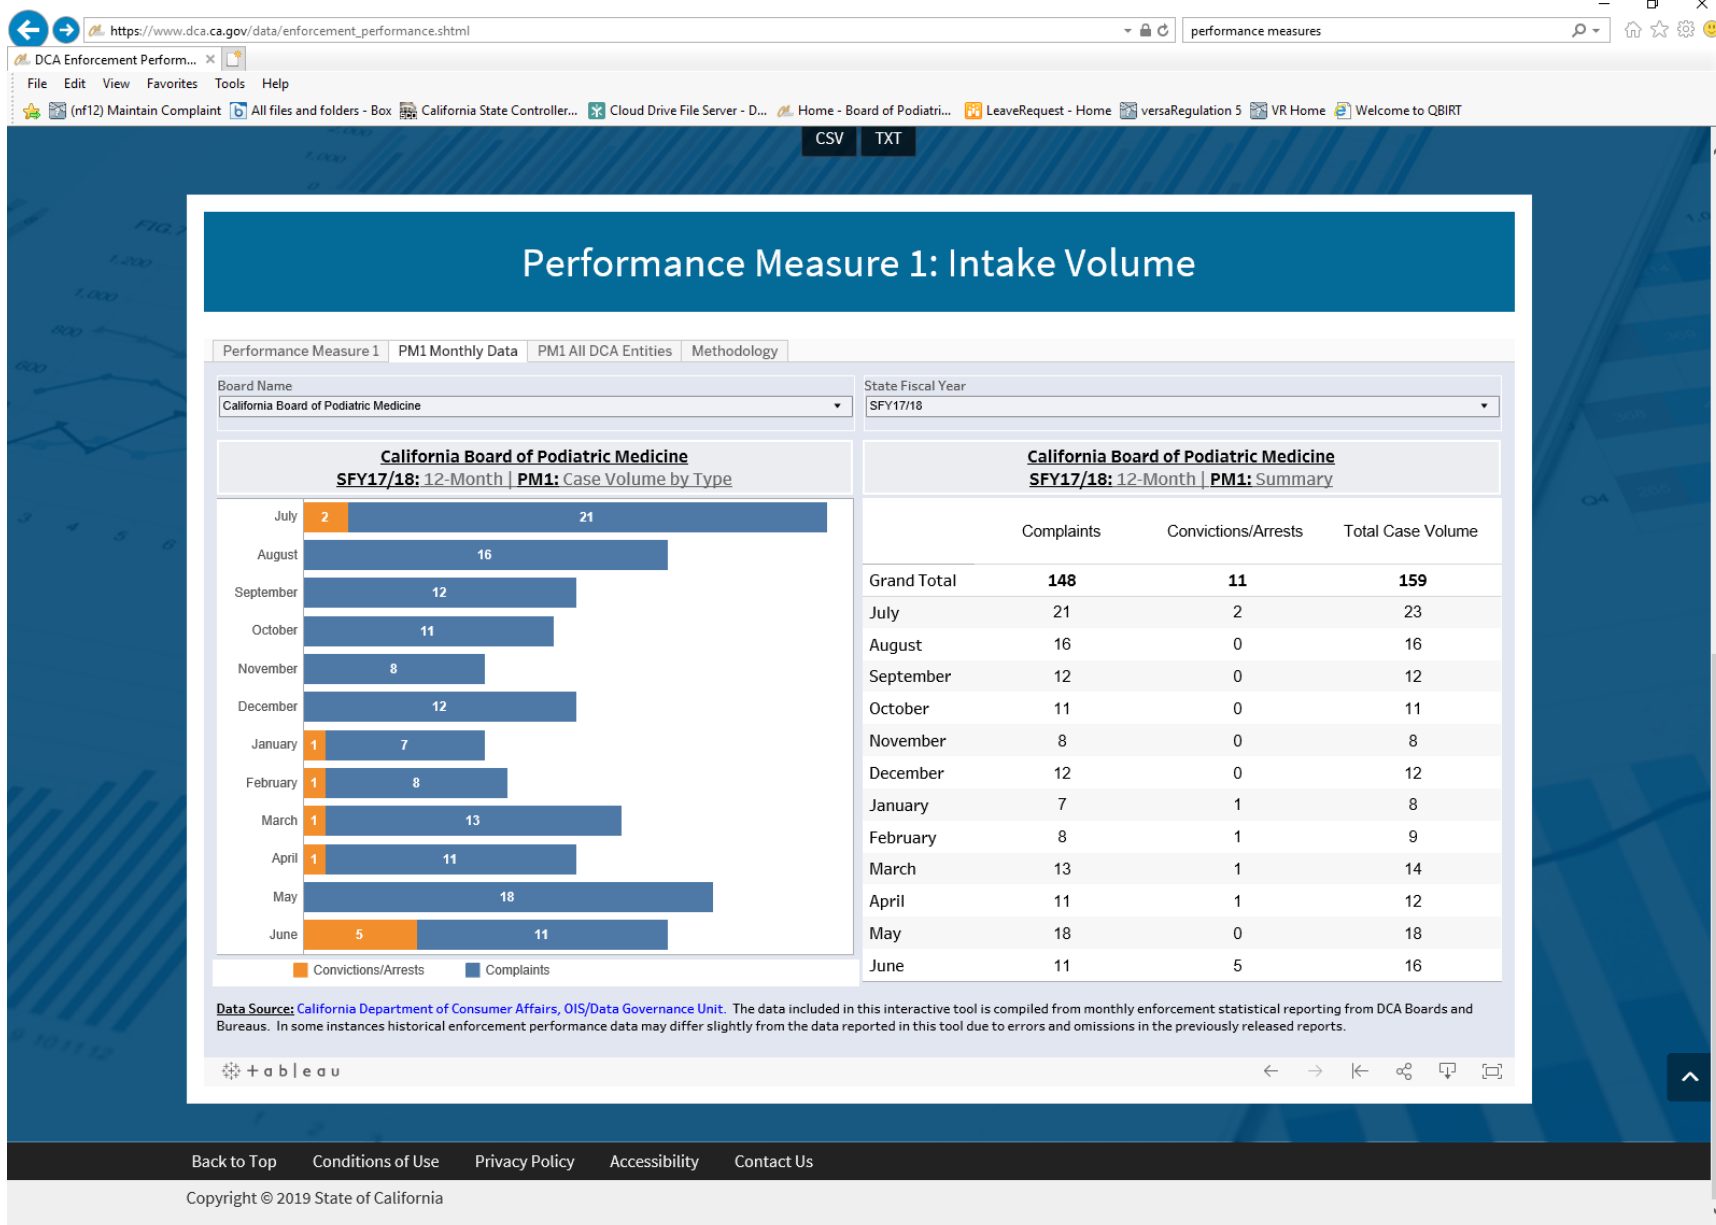 https://www.dca.ca.gov/data/enforcement_performance.shtml
performance measures
DCA Enforcement Perform...
File Edit View Favorites Tools Help
(nf12) Maintain Complaint All files and folders - Box California State Controller... Cloud Drive File Server - D... Home - Board of Podiatri... LeaveRequest - Home versaRegulation 5 VR Home Welcome to QBIRT
CSV TXT
Performance Measure 1: Intake Volume
Performance Measure 1 PM1 Monthly Data PM1 All DCA Entities Methodology
Board Name State Fiscal Year
California Board of Podiatric Medicine SFY17/18
California Board of Podiatric Medicine
SFY17/18: 12-Month | PM1: Case Volume by Type
July 2 21
August 16
September 12
October 11
November 8
December 12
January 1 7
February 1 8
March 1 13
April 1 11
May 18
June 5 11
Convictions/Arrests Complaints
California Board of Podiatric Medicine
SFY17/18: 12-Month | PM1: Summary
Complaints Convictions/Arrests Total Case Volume
Grand Total 148 11 159
July 21 2 23
August 16 0 16
September 12 0 12
October 11 0 11
November 8 0 8
December 12 0 12
January 7 1 8
February 8 1 9
March 13 1 14
April 11 1 12
May 18 0 18
June 11 5 16
Data Source: California Department of Consumer Affairs, OIS/Data Governance Unit. The data included in this interactive tool is compiled from monthly enforcement statistical reporting from DCA Boards and
Bureaus. In some instances historical enforcement performance data may differ slightly from the data reported in this tool due to errors and omissions in the previously released reports.
+ a b l e a u
Back to Top Conditions of Use Privacy Policy Accessibility Contact Us
Copyright © 2019 State of California